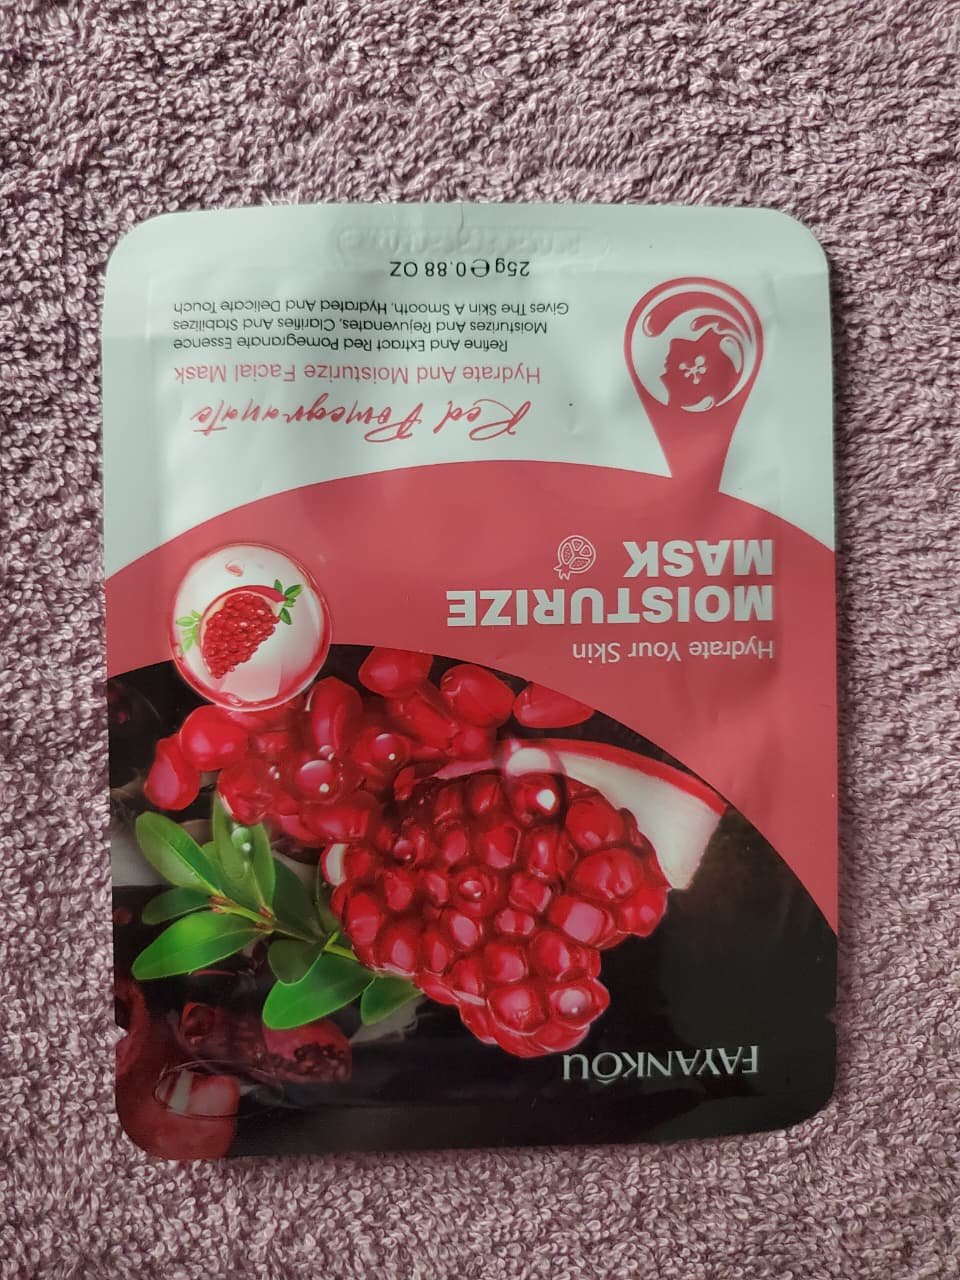 FAYANKÓU
Hydrate Your Skin
MOISTURIZE
MASK
Red Pomegranate
Hydrate And Moisturize Facial Mask
Refine And Extract Red Pomegranate Essence
Moisturizes And Rejuvenates, Clarifies And Stabilizes
Gives The Skin A Smooth, Hydrated And Delicate Touch
25g℮0.88 OZ